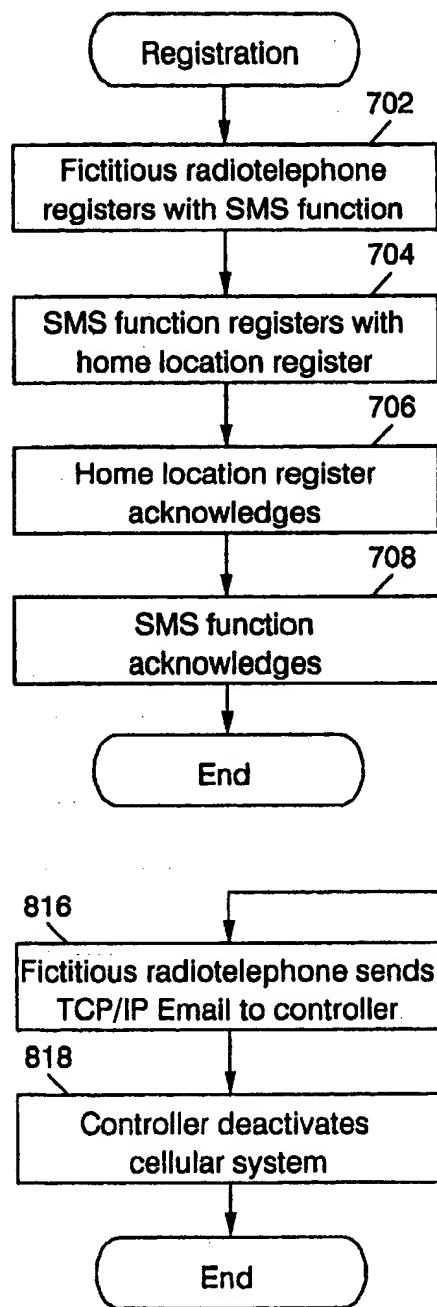 Registration
702
Fictitious radiotelephone
registers with SMS function
704
SMS function registers with
home location register
706
Home location register
acknowledges
708
SMS function
acknowledges
End
816
Fictitious radiotelephone sends
TCP/IP Email to controller
818
Controller deactivates
cellular system
End